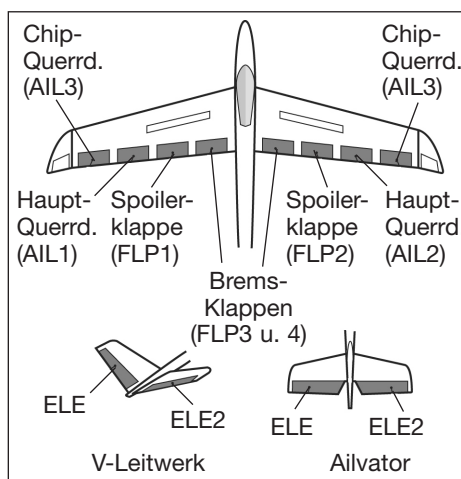 Chip-
Querrd.
(AIL3)
Chip-
Querrd.
(AIL3)
Haupt-
Querrd.
(AIL1)
Spoiler-
klappe
(FLP1)
Spoiler-
klappe
(FLP2)
Haupt-
Querrd
(AIL2)
Brems-
Klappen
(FLP3 u. 4)
ELE
ELE2
ELE
ELE2
V-Leitwerk
Ailvator